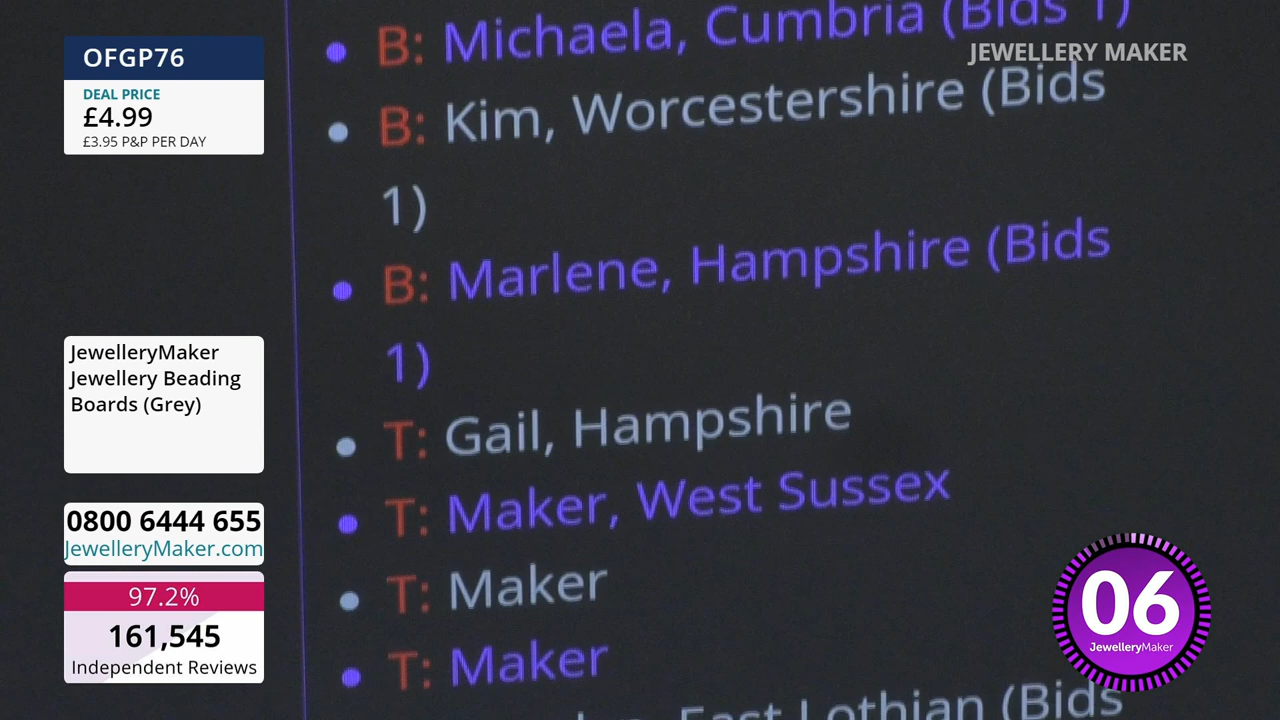 OFGP76
DEAL PRICE
£4.99
£3.95 P&P PER DAY
JewelleryMaker
Jewellery Beading
Boards (Grey)
0800 6444 655
JewelleryMaker.com
97.2%
161,545
Independent Reviews
JEWELLERY MAKER
B: Michaela, Cumbria (Bids 1)
B: Kim, Worcestershire (Bids
1)
B: Marlene, Hampshire (Bids
1)
T: Gail, Hampshire
T: Maker, West Sussex
T: Maker
T: Maker
East Lothian (Bids
06
JewelleryMaker